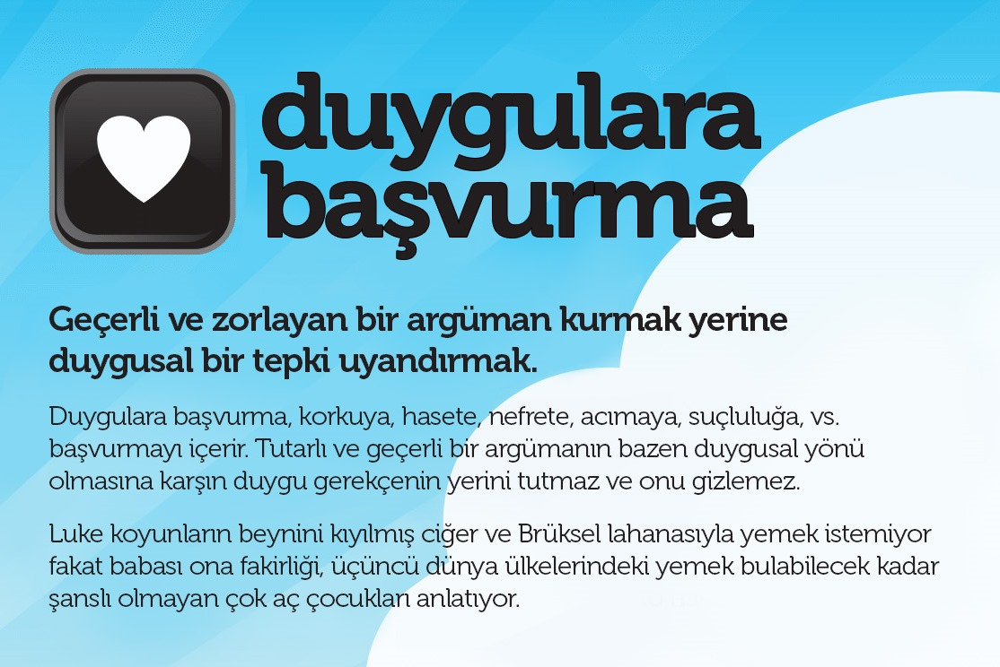 duygulara
başvurma
Geçerli ve zorlayan bir argüman kurmak yerine
duygusal bir tepki uyandırmak.
Duygulara başvurma, korkuya, hasete, nefrete, acımaya, suçluluğa, vs.
başvurmayı içerir. Tutarlı ve geçerli bir argümanın bazen duygusal yönü
olmasına karşın duygu gerekçenin yerini tutmaz ve onu gizlemez.
Luke koyunların beynini kıyılmış ciğer ve Brüksel lahanasıyla yemek istemiyor
fakat babası ona fakirliği, üçüncü dünya ülkelerindeki yemek bulabilecek kadar
şanslı olmayan çok aç çocukları anlatıyor.